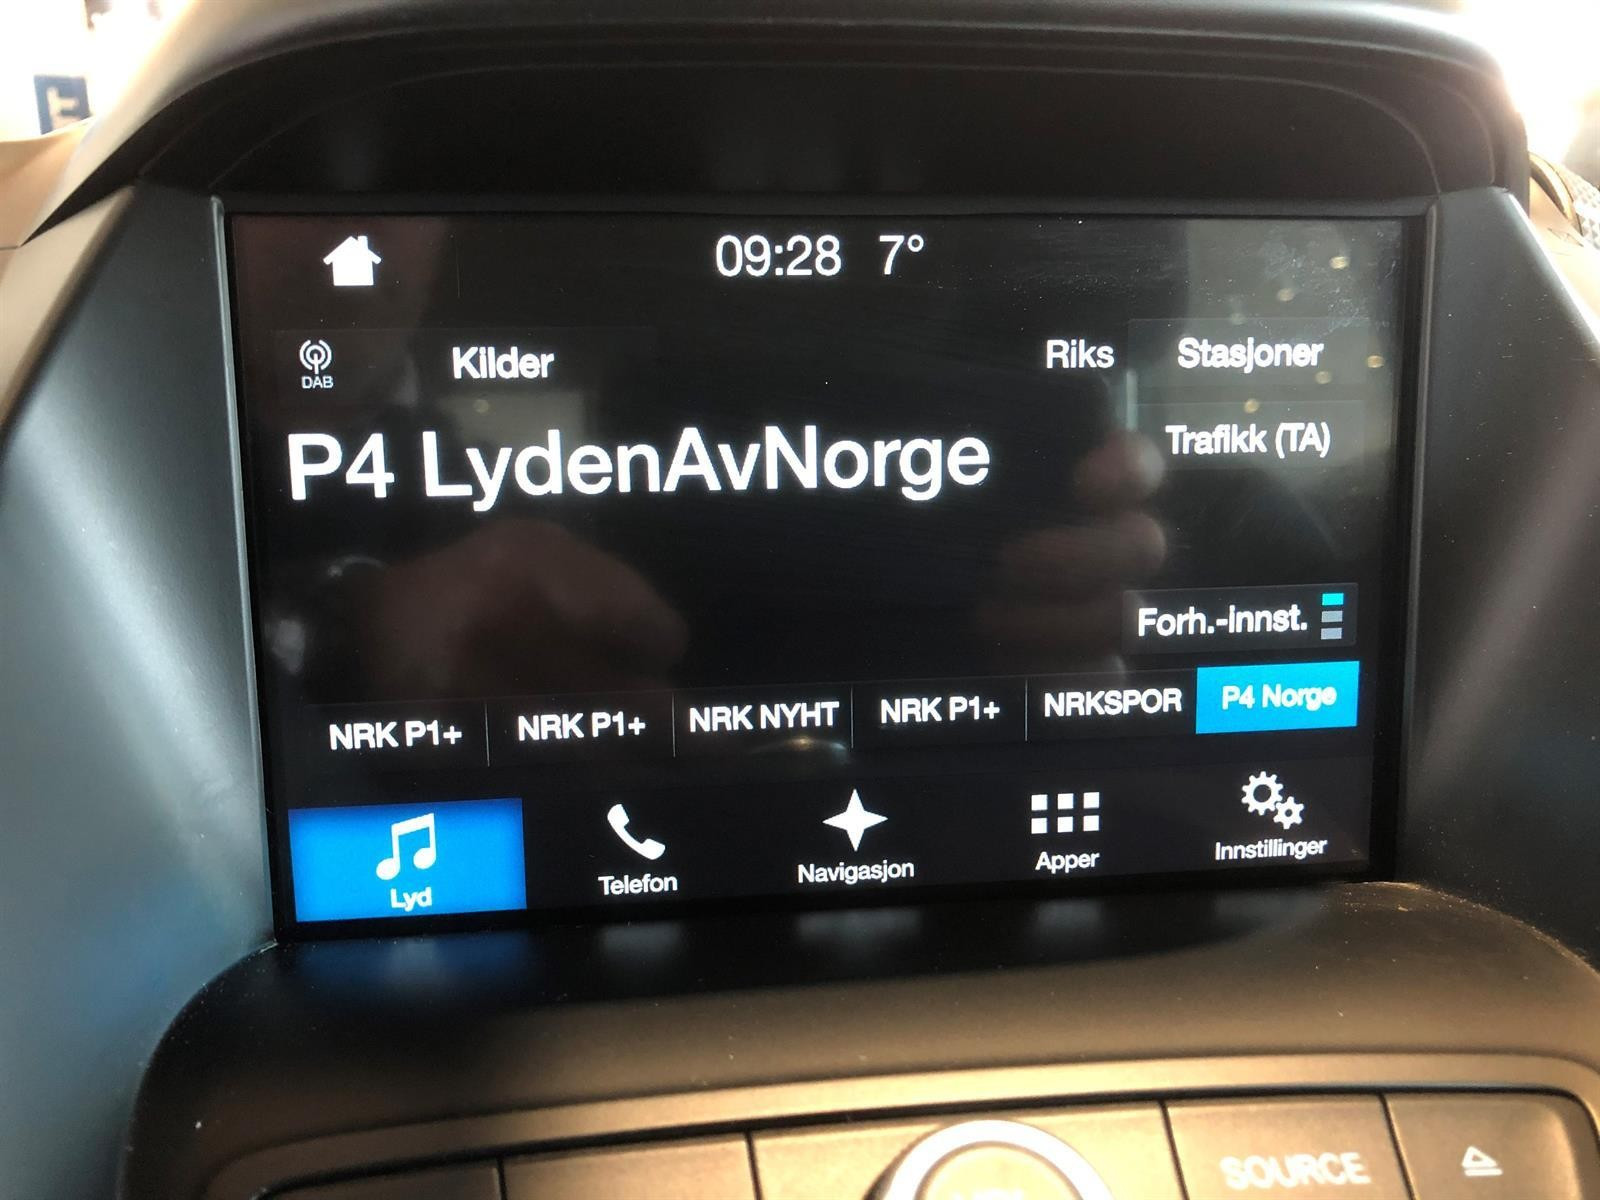 09:28 7°
DAB
Kilder
Riks
Stasjoner
P4 LydenAvNorge
Trafikk (TA)
Forh.-innst.
NRK P1+
NRK P1+
NRK NYHT
NRK P1+
NRKSPOR
P4 Norge
Lyd
Telefon
Navigasjon
Apper
Innstillinger
SOURCE